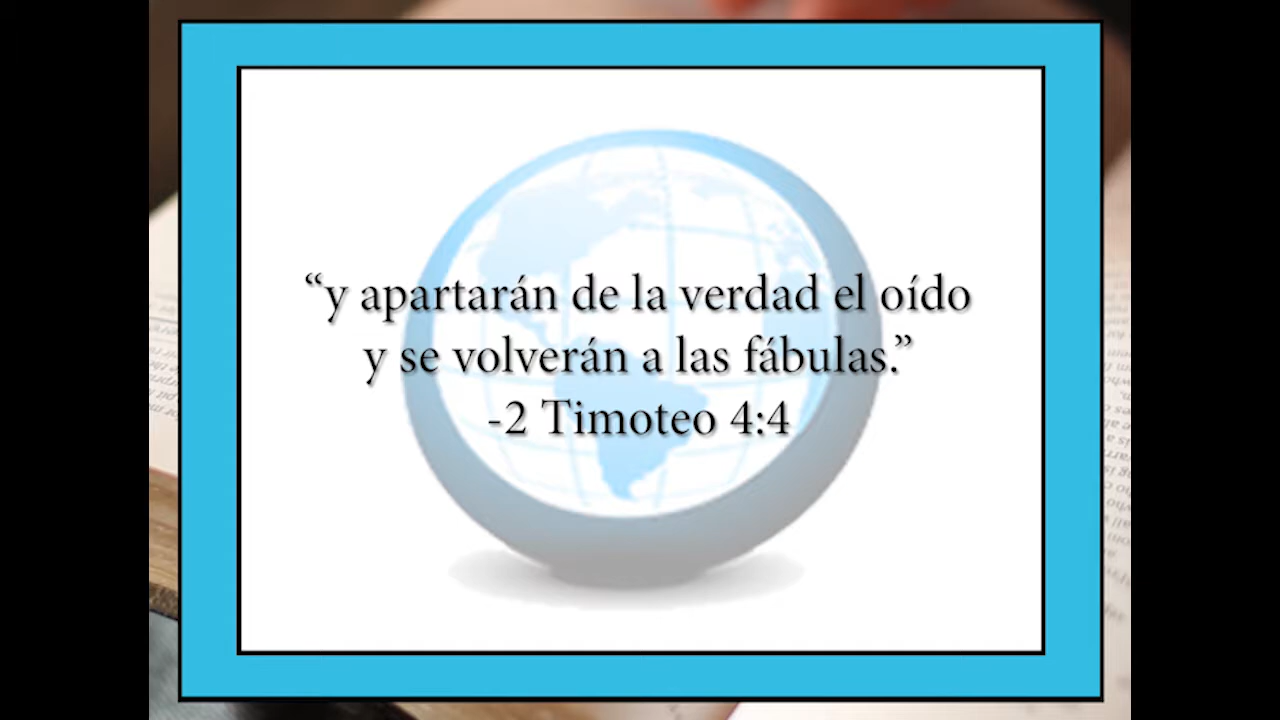 “y apartarán de la verdad el oído
y se volverán a las fábulas.”
-2 Timoteo 4:4